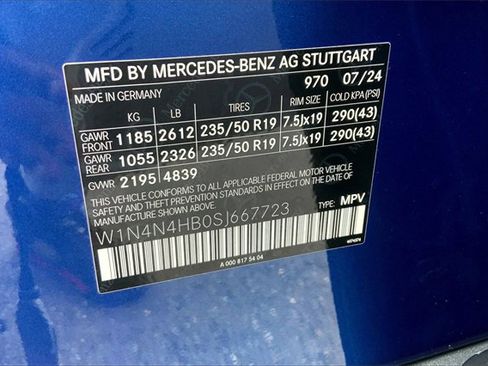 MFD BY MERCEDES-BENZ AG STUTTGART
970 07/24
MADE IN GERMANY
KG LB TIRES RIM SIZE COLD KPA(PSI)
GAWR FRONT 1185 2612 235/50 R19 7.5Jx19 290(43)
GAWR REAR 1055 2326 235/50 R19 7.5Jx19 290(43)
GVWR 2195 4839
THIS VEHICLE CONFORMS TO ALL APPLICABLE FEDERAL MOTOR VEHICLE
SAFETY AND THEFT PREVENTION STANDARDS IN EFFECT ON THE DATE
OF MANUFACTURE SHOWN ABOVE.
W1N4N4HB0SJ667723 TYPE: MPV
A 000 817 54 04